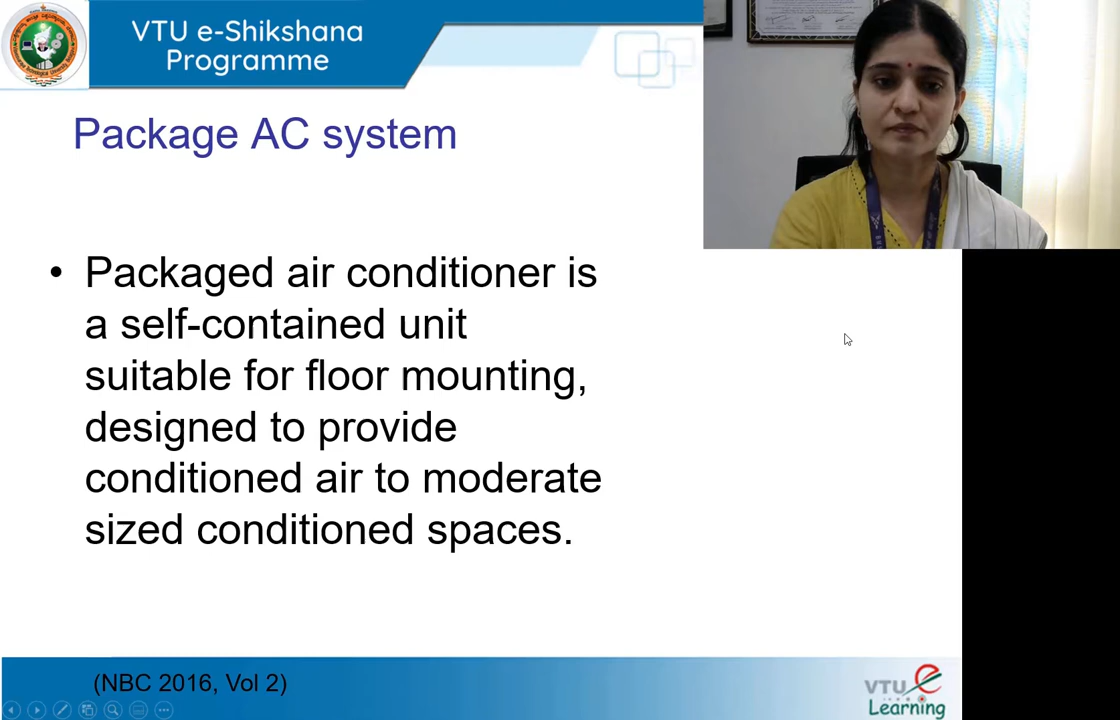 VTU e-Shikshana
Programme
Package AC system
• Packaged air conditioner is
a self-contained unit
suitable for floor mounting,
designed to provide
conditioned air to moderate
sized conditioned spaces.
(NBC 2016, Vol 2)
VTU
Learning